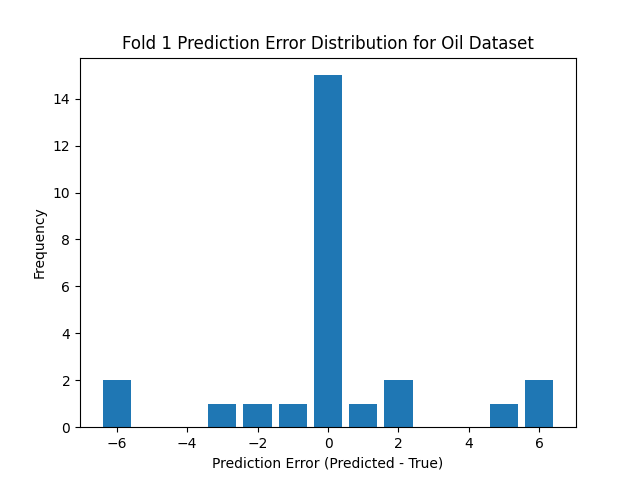 Fold 1 Prediction Error Distribution for Oil Dataset
14
12
10
8
6
4
2
0
Frequency
−6 −4 −2 0 2 4 6
Prediction Error (Predicted - True)